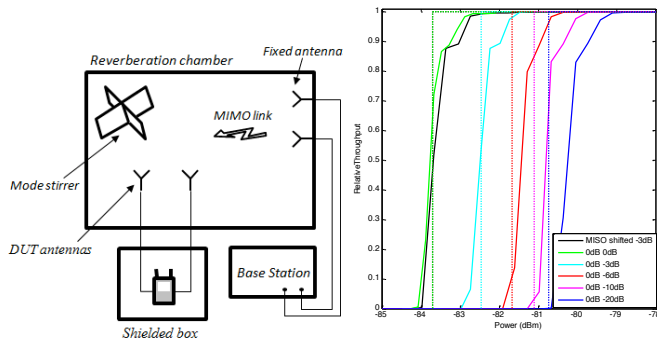 Reverberation chamber
Fixed antenna
MIMO link
Mode stirrer
DUT antennas
Base Station
Shielded box
RelativeThroughtput
1
0.9
0.8
0.7
0.6
0.5
0.4
0.3
0.2
0.1
0
-85
-84
-83
-82
-81
-80
-79
-78
Power (dBm)
MISO shifted -3dB
0dB 0dB
0dB -3dB
0dB -6dB
0dB -10dB
0dB -20dB